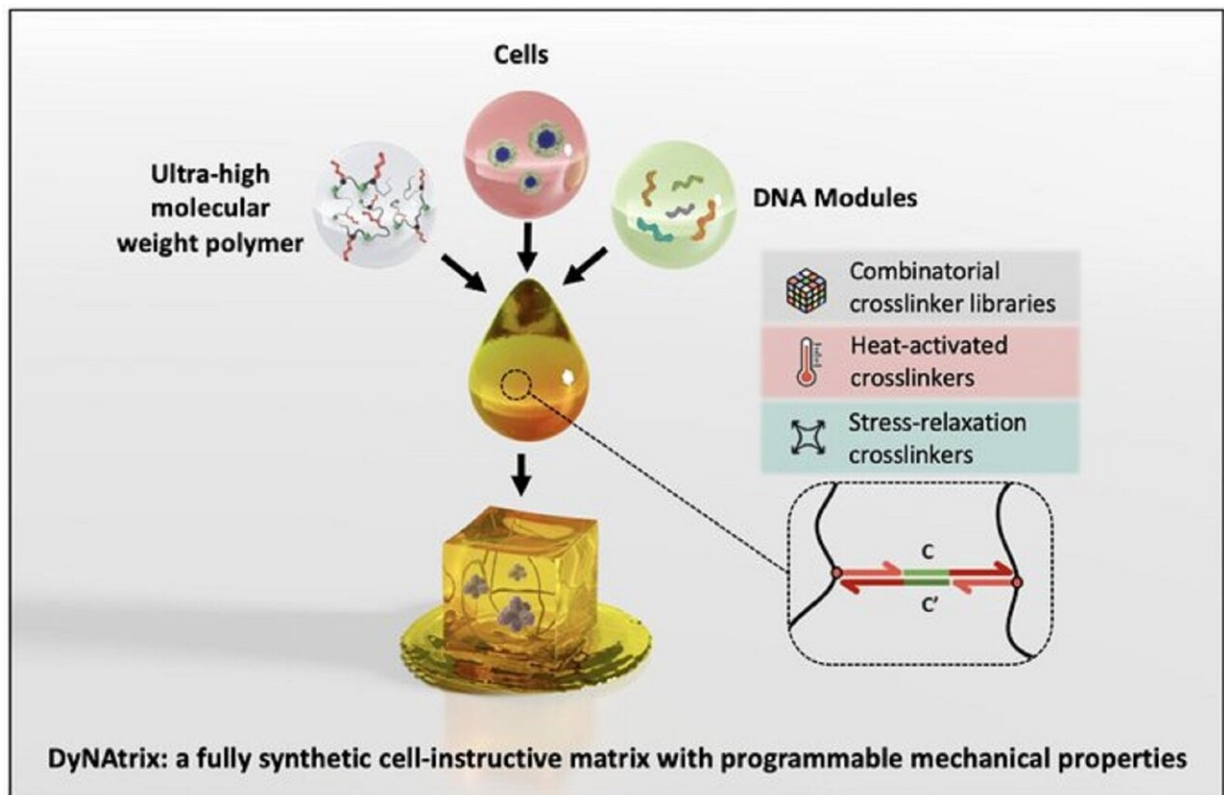 Cells
Ultra-high
molecular
weight polymer
DNA Modules
Combinatorial
crosslinker libraries
Heat-activated
crosslinkers
Stress-relaxation
crosslinkers
C
C'
DyNAtrix: a fully synthetic cell-instructive matrix with programmable mechanical properties